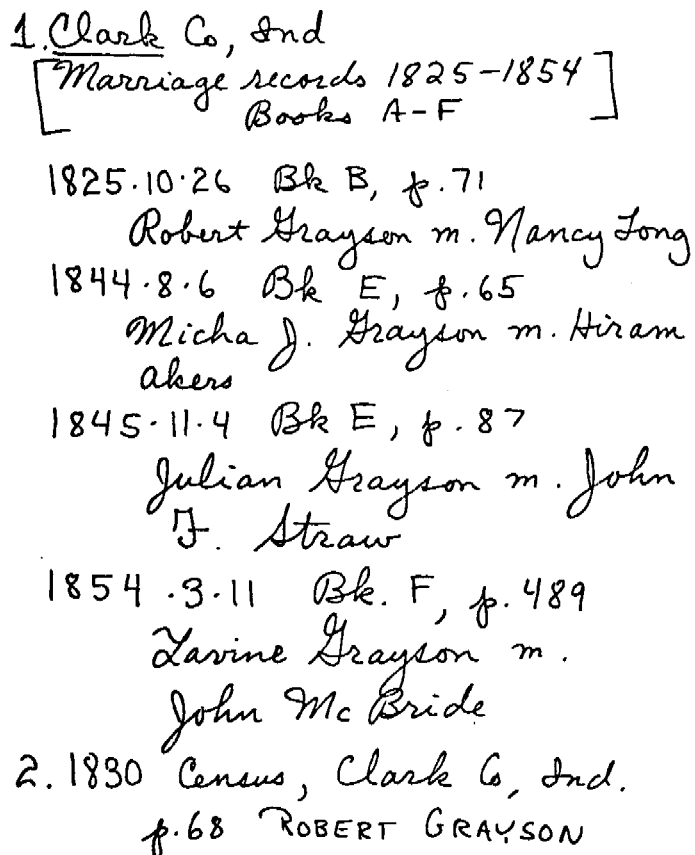 1. Clark Co, Ind
[Marriage records 1825-1854
Books A-F]
1825.10.26 Bk B, p.71
Robert Grayson m. Nancy Long
1844.8.6 Bk E, p.65
Micha J. Grayson m. Hiram
Akers
1845.11.4 Bk E, p.87
Julian Grayson m. John
F. Straw
1854.3.11 Bk. F, p.489
Lavine Grayson m.
John Mc Bride
2. 1830 Census, Clark Co, Ind.
p.68 ROBERT GRAYSON